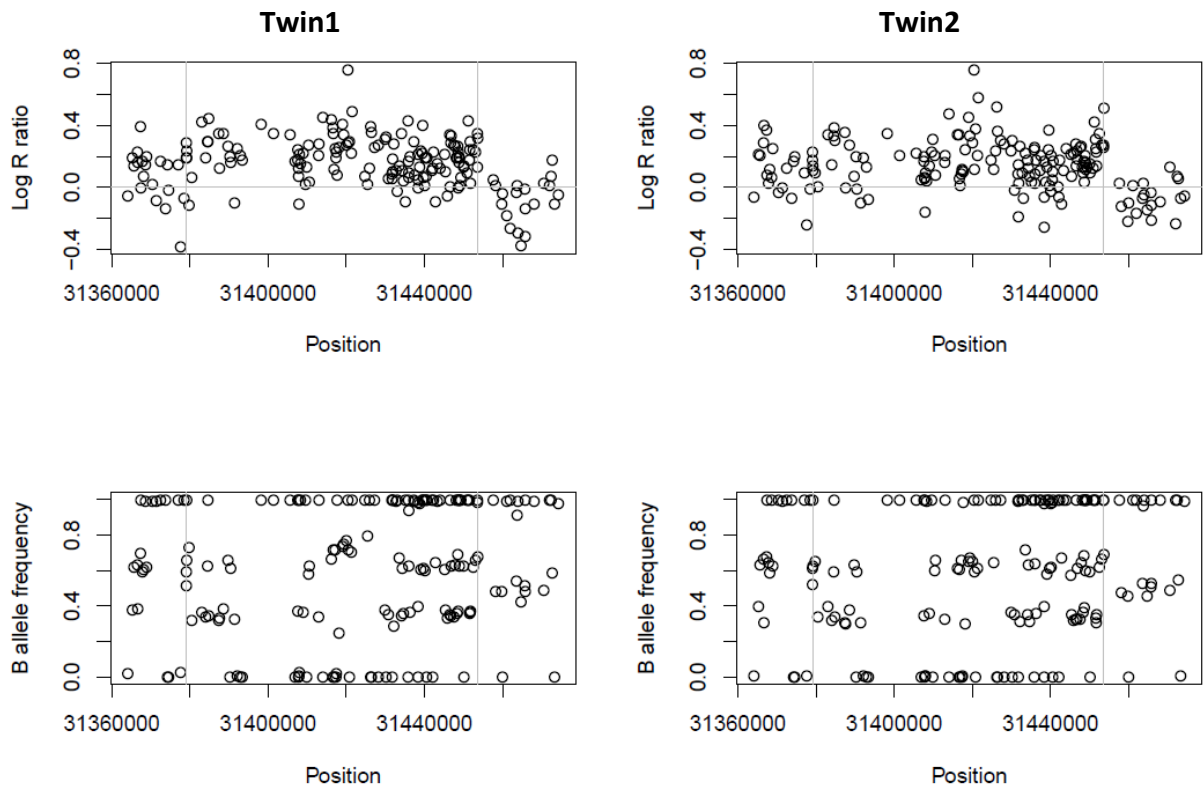 Twin1
Twin2
Log R ratio
−0.4 0.0 0.4 0.8
31360000 31400000 31440000
Position
Log R ratio
−0.4 0.0 0.4 0.8
31360000 31400000 31440000
Position
B allele frequency
0.0 0.4 0.8
31360000 31400000 31440000
Position
B allele frequency
0.0 0.4 0.8
31360000 31400000 31440000
Position